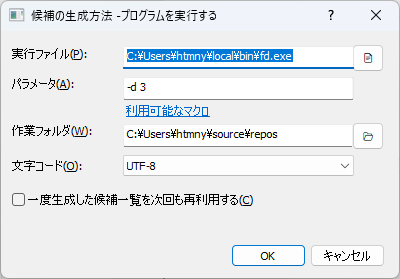 候補の生成方法 -プログラムを実行する
実行ファイル(P):
C:¥Users¥htmny¥local¥bin¥fd.exe
パラメータ(A):
-d 3
利用可能なマクロ
作業フォルダ(W):
C:¥Users¥htmny¥source¥repos
文字コード(O):
UTF-8
一度生成した候補一覧を次回も再利用する(C)
OK
キャンセル